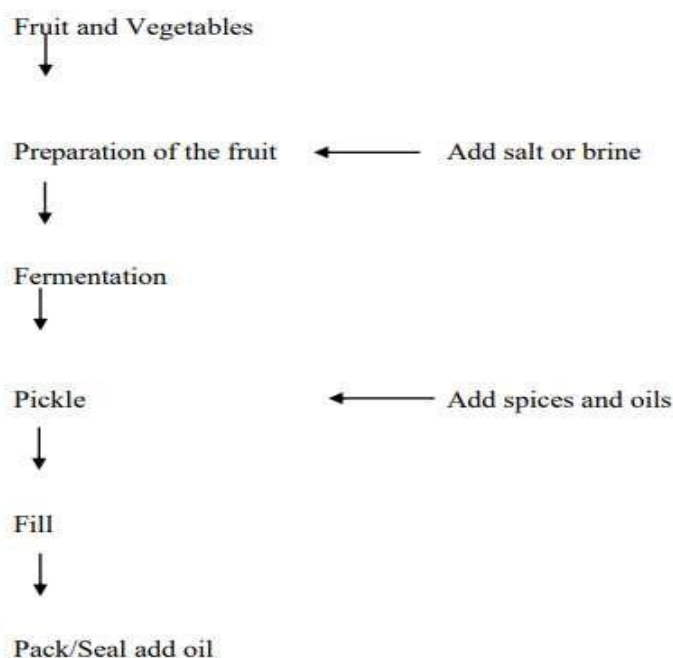 Fruit and Vegetables
Preparation of the fruit
Add salt or brine
Fermentation
Pickle
Add spices and oils
Fill
Pack/Seal add oil